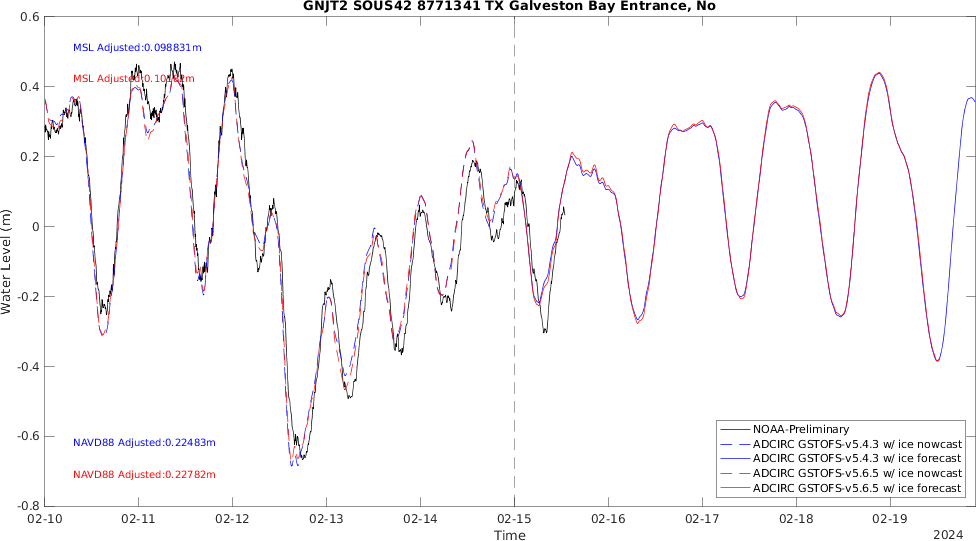 GNJT2 SOUS42 8771341 TX Galveston Bay Entrance, No
0.6
MSL Adjusted:0.098831m
MSL Adjusted:0.10
0.4
0.2
0
-0.2
-0.4
-0.6
-0.8
Water Level (m)
NAVD88 Adjusted:0.22483m
NAVD88 Adjusted:0.22782m
NOAA-Preliminary
ADCIRC GSTOFS-v5.4.3 w/ ice nowcast
ADCIRC GSTOFS-v5.4.3 w/ ice forecast
ADCIRC GSTOFS-v5.6.5 w/ ice nowcast
ADCIRC GSTOFS-v5.6.5 w/ ice forecast
02-10 02-11 02-12 02-13 02-14 02-15 02-16 02-17 02-18 02-19
Time
2024